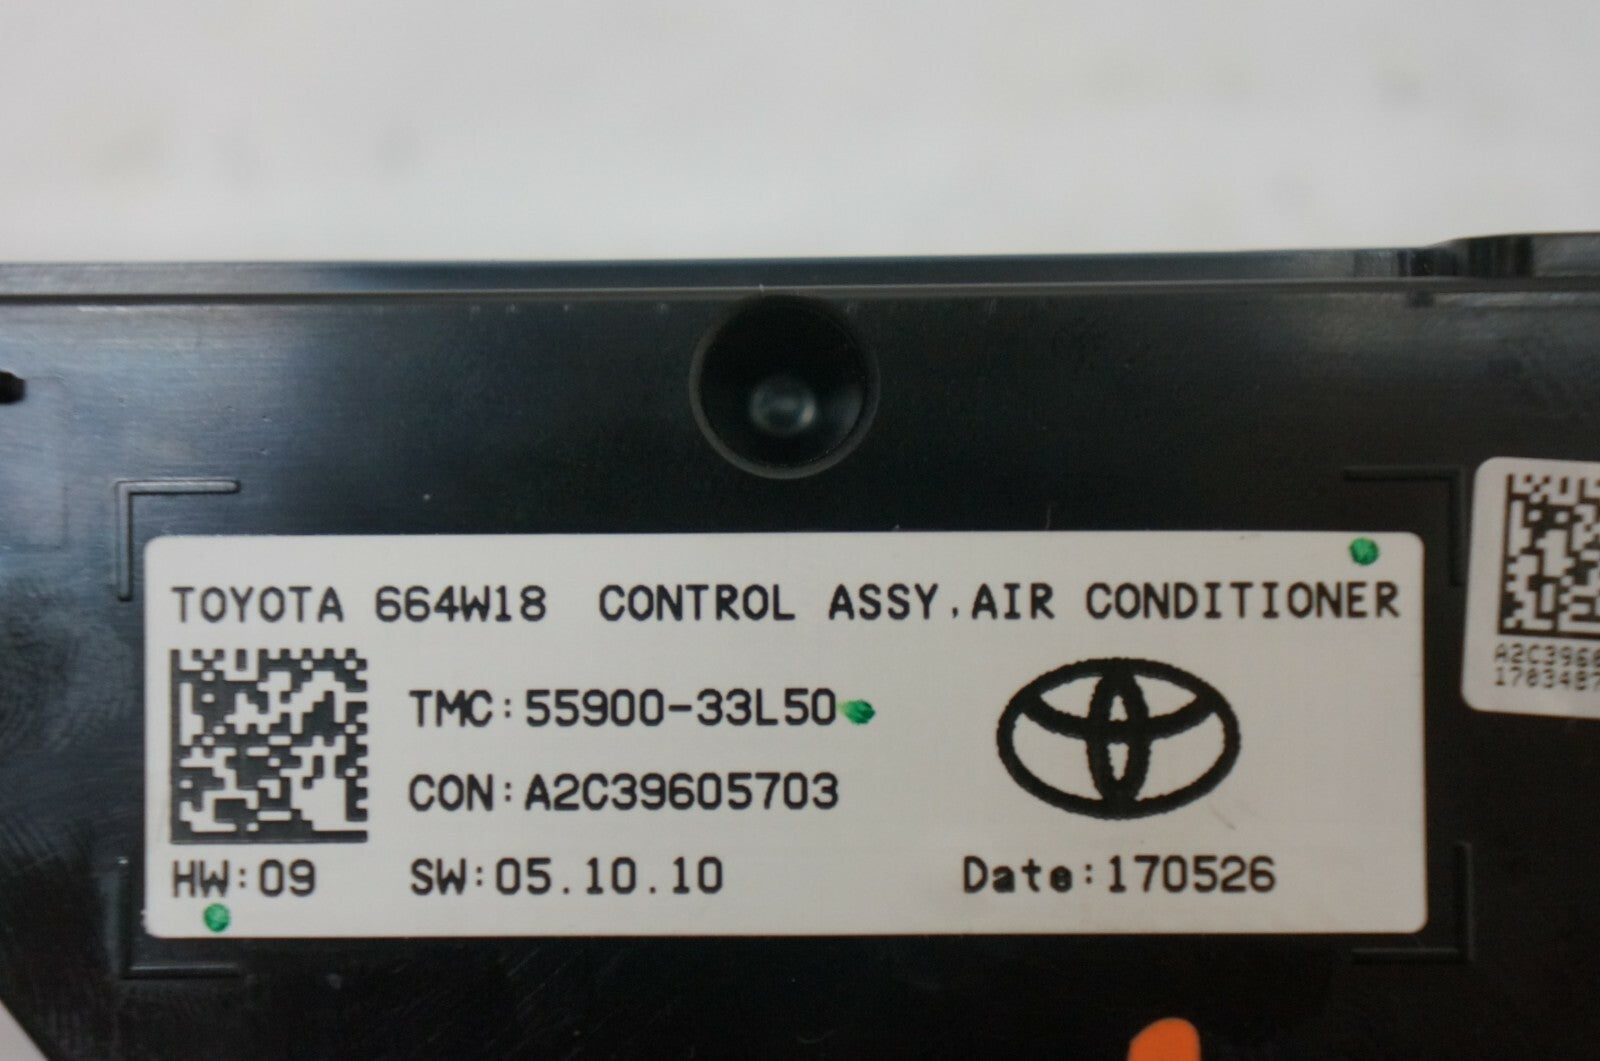 TOYOTA 664W18 CONTROL ASSY,AIR CONDITIONER
TMC:55900-33L50
CON:A2C39605703
HW:09 SW:05.10.10 Date:170526